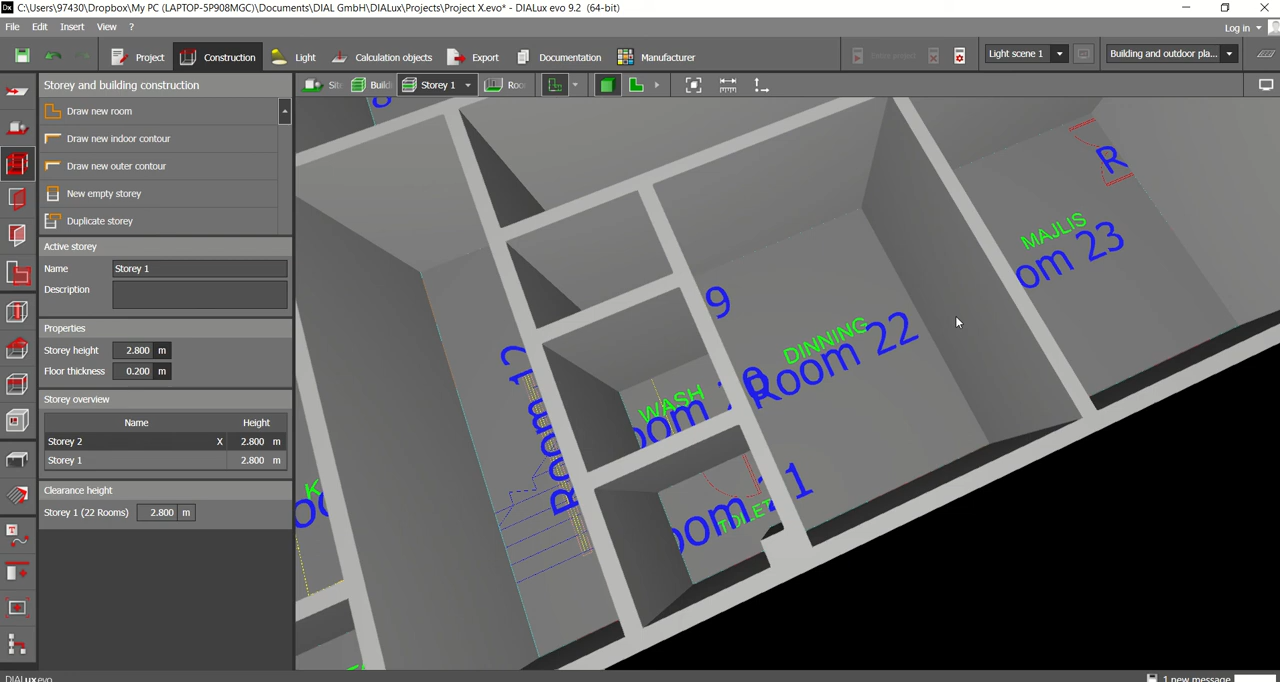 C:\Users\97430\Dropbox\My PC (LAPTOP-5P908MGC)\Documents\DIAL GmbH\DIALux\Projects\Project X.evo* - DIALux evo 9.2 (64-bit)
File Edit Insert View ?
Log in
Project Construction Light Calculation objects Export Documentation Manufacturer
Light scene 1 Building and outdoor pla...
Storey and building construction
Site Build Storey 1 Roo
Draw new room
Draw new indoor contour
Draw new outer contour
New empty storey
Duplicate storey
Active storey
Name Storey 1
Description
Properties
Storey height 2.800 m
Floor thickness 0.200 m
Storey overview
Name Height
Storey 2 X 2.800 m
Storey 1 2.800 m
Clearance height
Storey 1 (22 Rooms) 2.800 m
R
MAJLIS
om 23
9
DINNING
Room 22
WASH
TOILET
DIALux evo
1 new message